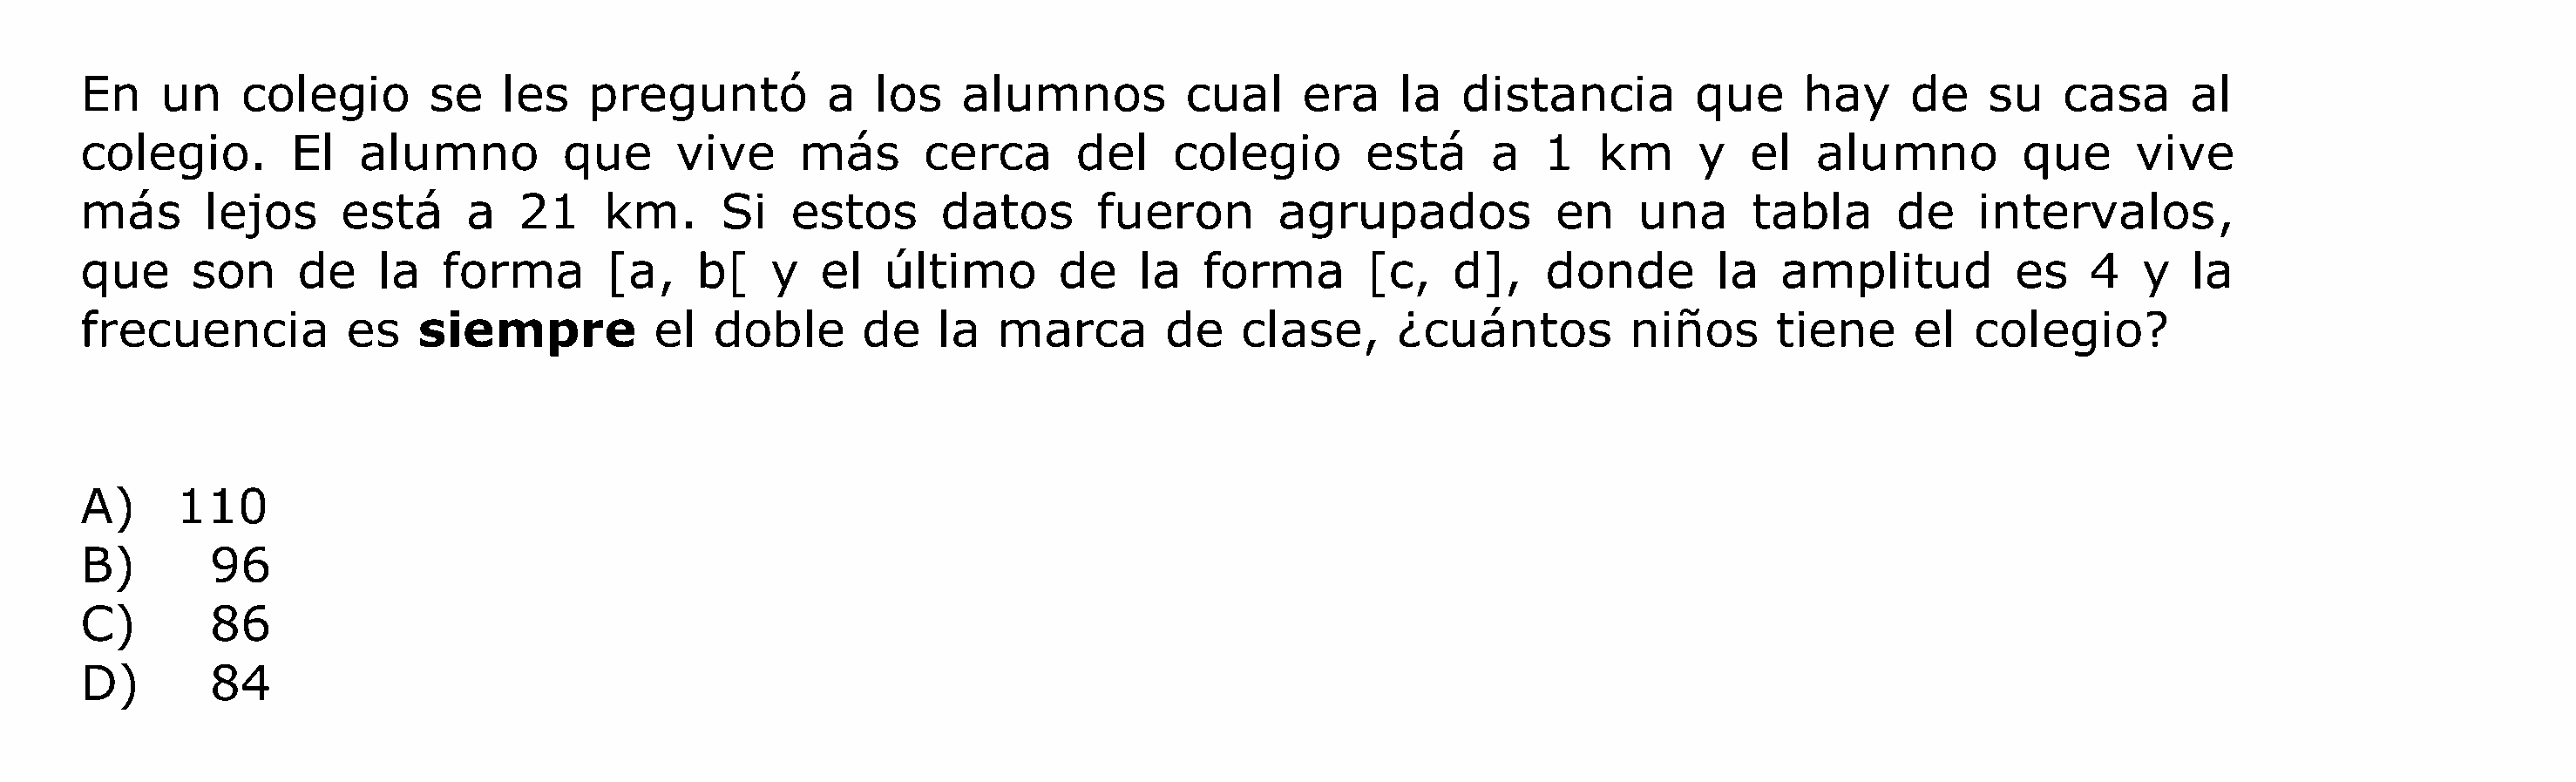 En un colegio se les preguntó a los alumnos cual era la distancia que hay de su casa al
colegio. El alumno que vive más cerca del colegio está a 1 km y el alumno que vive
más lejos está a 21 km. Si estos datos fueron agrupados en una tabla de intervalos,
que son de la forma [a, b[ y el último de la forma [c, d], donde la amplitud es 4 y la
frecuencia es siempre el doble de la marca de clase, ¿cuántos niños tiene el colegio?
A) 110
B) 96
C) 86
D) 84